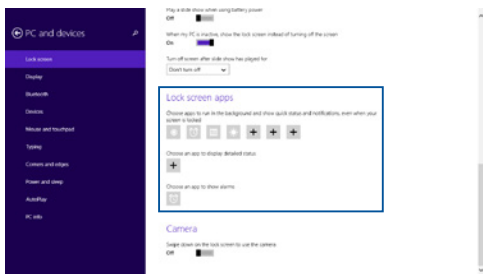 Play a slide show when using battery power
Off
PC and devices
When my PC is inactive, show the lock screen instead of turning off the screen
On
Lock screen
Turn off screen after slide show has played for
Don't turn off
Display
Bluetooth
Lock screen apps
Devices
Choose apps to run in the background and show quick status and notifications, even when your
screen is locked
Mouse and touchpad
Typing
Choose an app to display detailed status
Corners and edges
Power and sleep
Choose an app to show alarms
AutoPlay
PC info
Camera
Swipe down on the lock screen to use the camera
Off